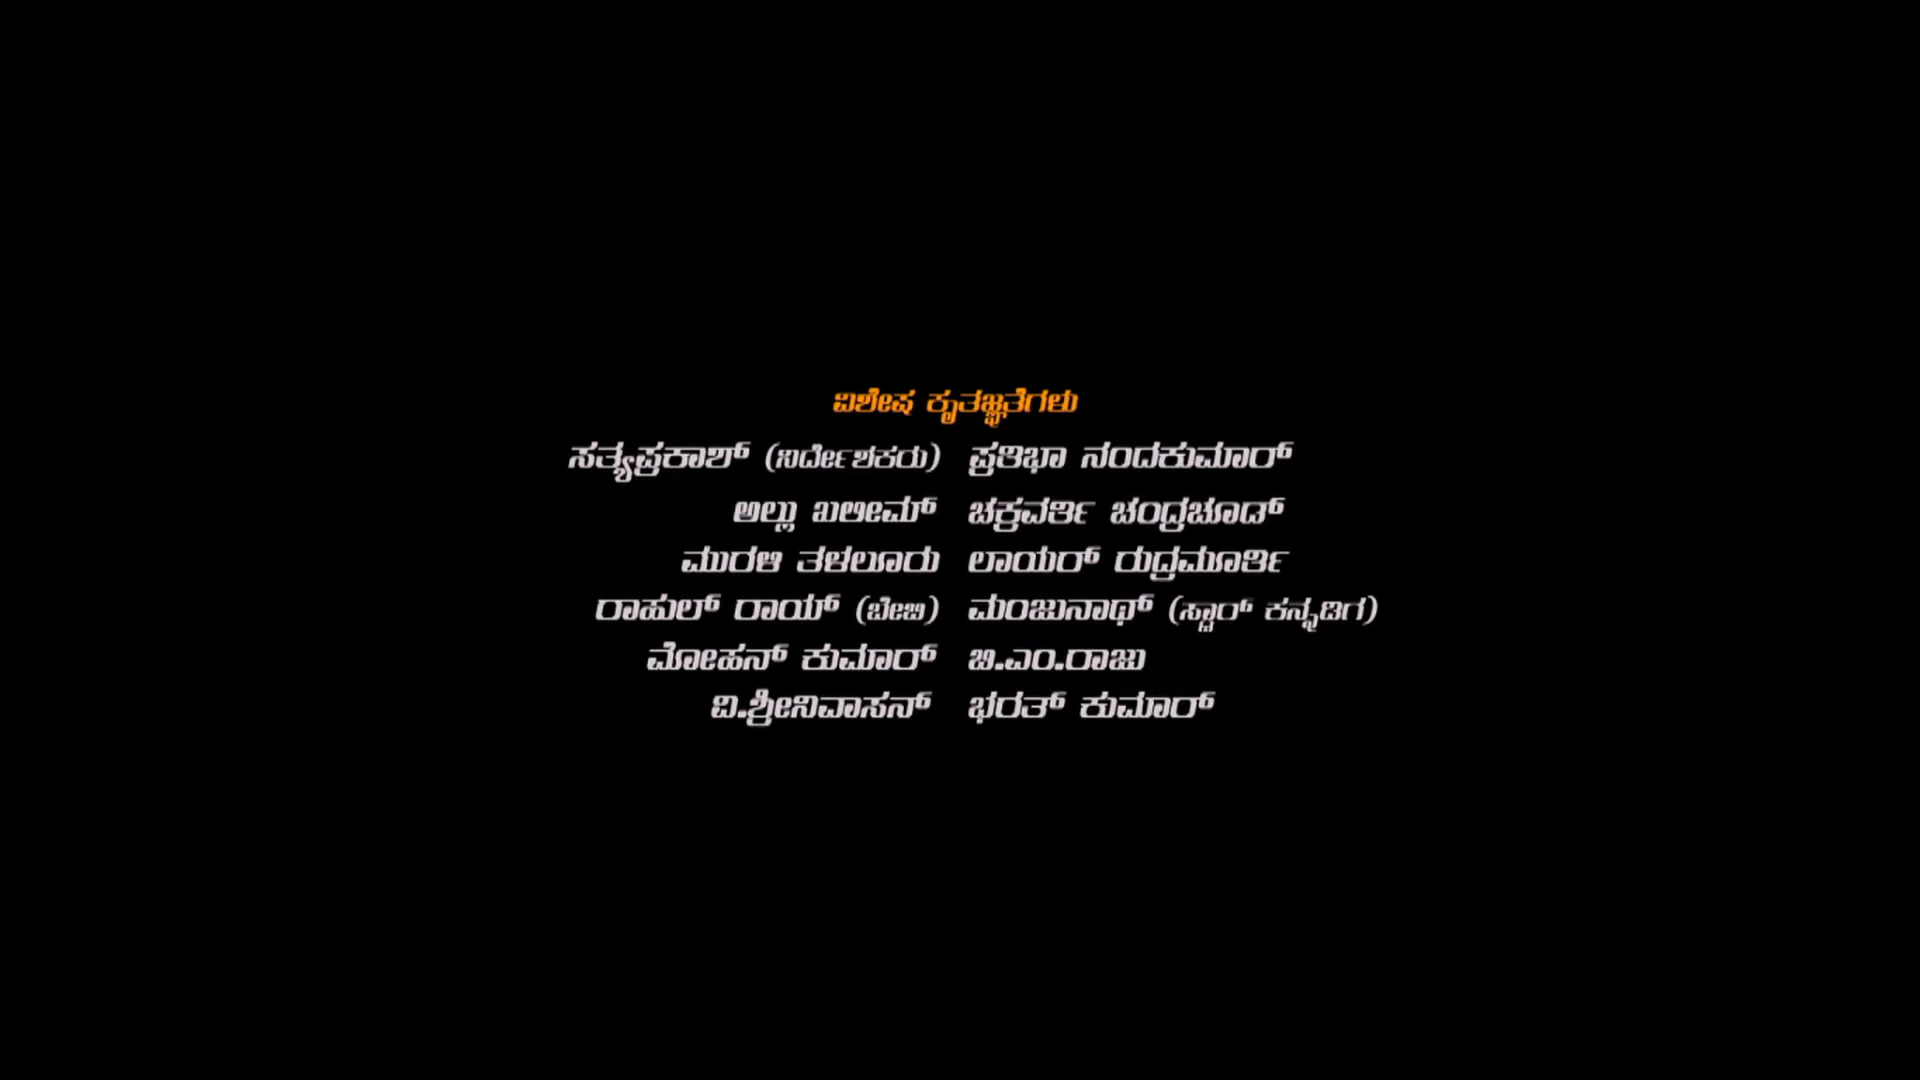 ವಿಶೇಷ ಕೃತಜ್ಞತೆಗಳು
ಸತ್ಯಪ್ರಕಾಶ್ (ನಿರ್ದೇಶಕರು) ಪ್ರತಿಭಾ ನಂದಕುಮಾರ್
ಅಲ್ಲು ಖಲೀಮ್ ಚಕ್ರವರ್ತಿ ಚಂದ್ರಚೂಡ್
ಮುರಳಿ ತಳಲೂರು ಲಾಯರ್ ರುದ್ರಮೂರ್ತಿ
ರಾಹುಲ್ ರಾಯ್ (ಬೇಬಿ) ಮಂಜುನಾಥ್ (ಸ್ಟಾರ್ ಕನ್ನಡಿಗ)
ಮೋಹನ್ ಕುಮಾರ್ ಬಿ.ಎಂ.ರಾಜು
ವಿ.ಶ್ರೀನಿವಾಸನ್ ಭರತ್ ಕುಮಾರ್